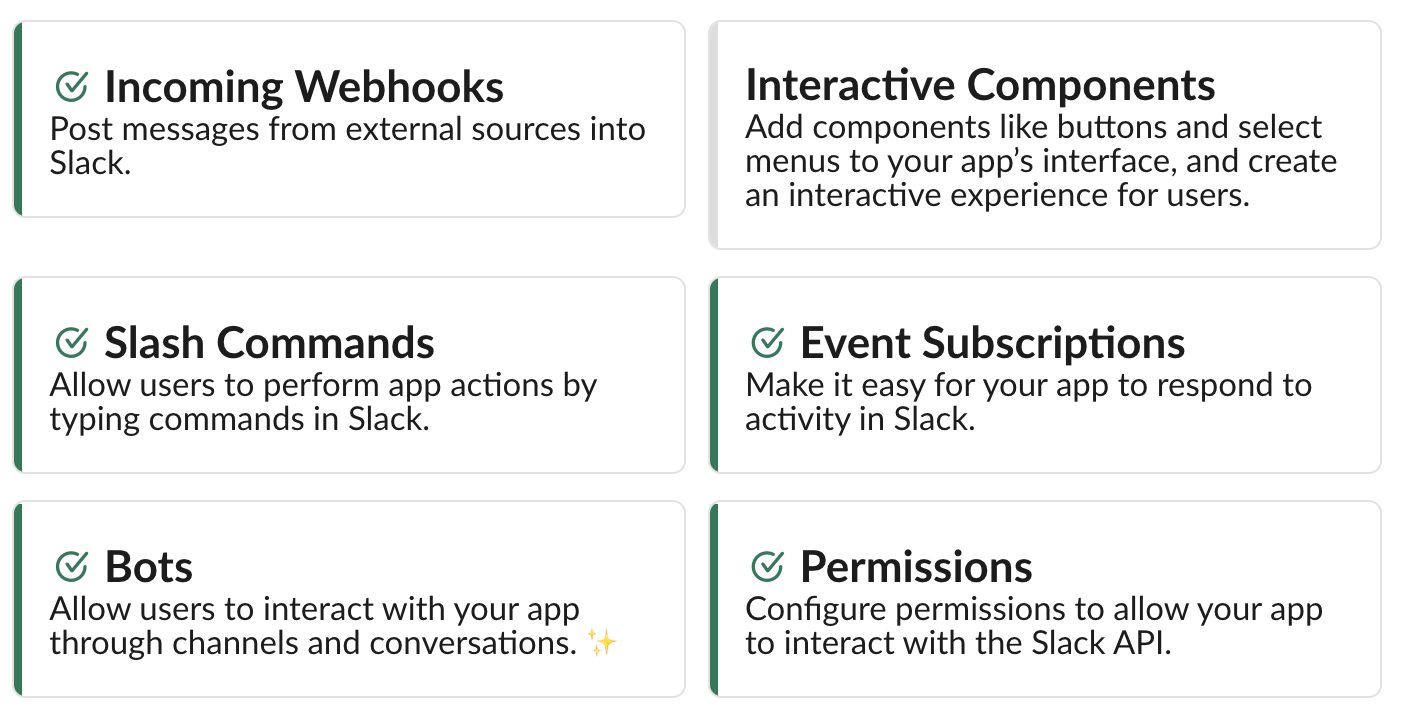 Incoming Webhooks
Post messages from external sources into
Slack.
Interactive Components
Add components like buttons and select
menus to your app’s interface, and create
an interactive experience for users.
Slash Commands
Allow users to perform app actions by
typing commands in Slack.
Event Subscriptions
Make it easy for your app to respond to
activity in Slack.
Bots
Allow users to interact with your app
through channels and conversations. ✨
Permissions
Configure permissions to allow your app
to interact with the Slack API.